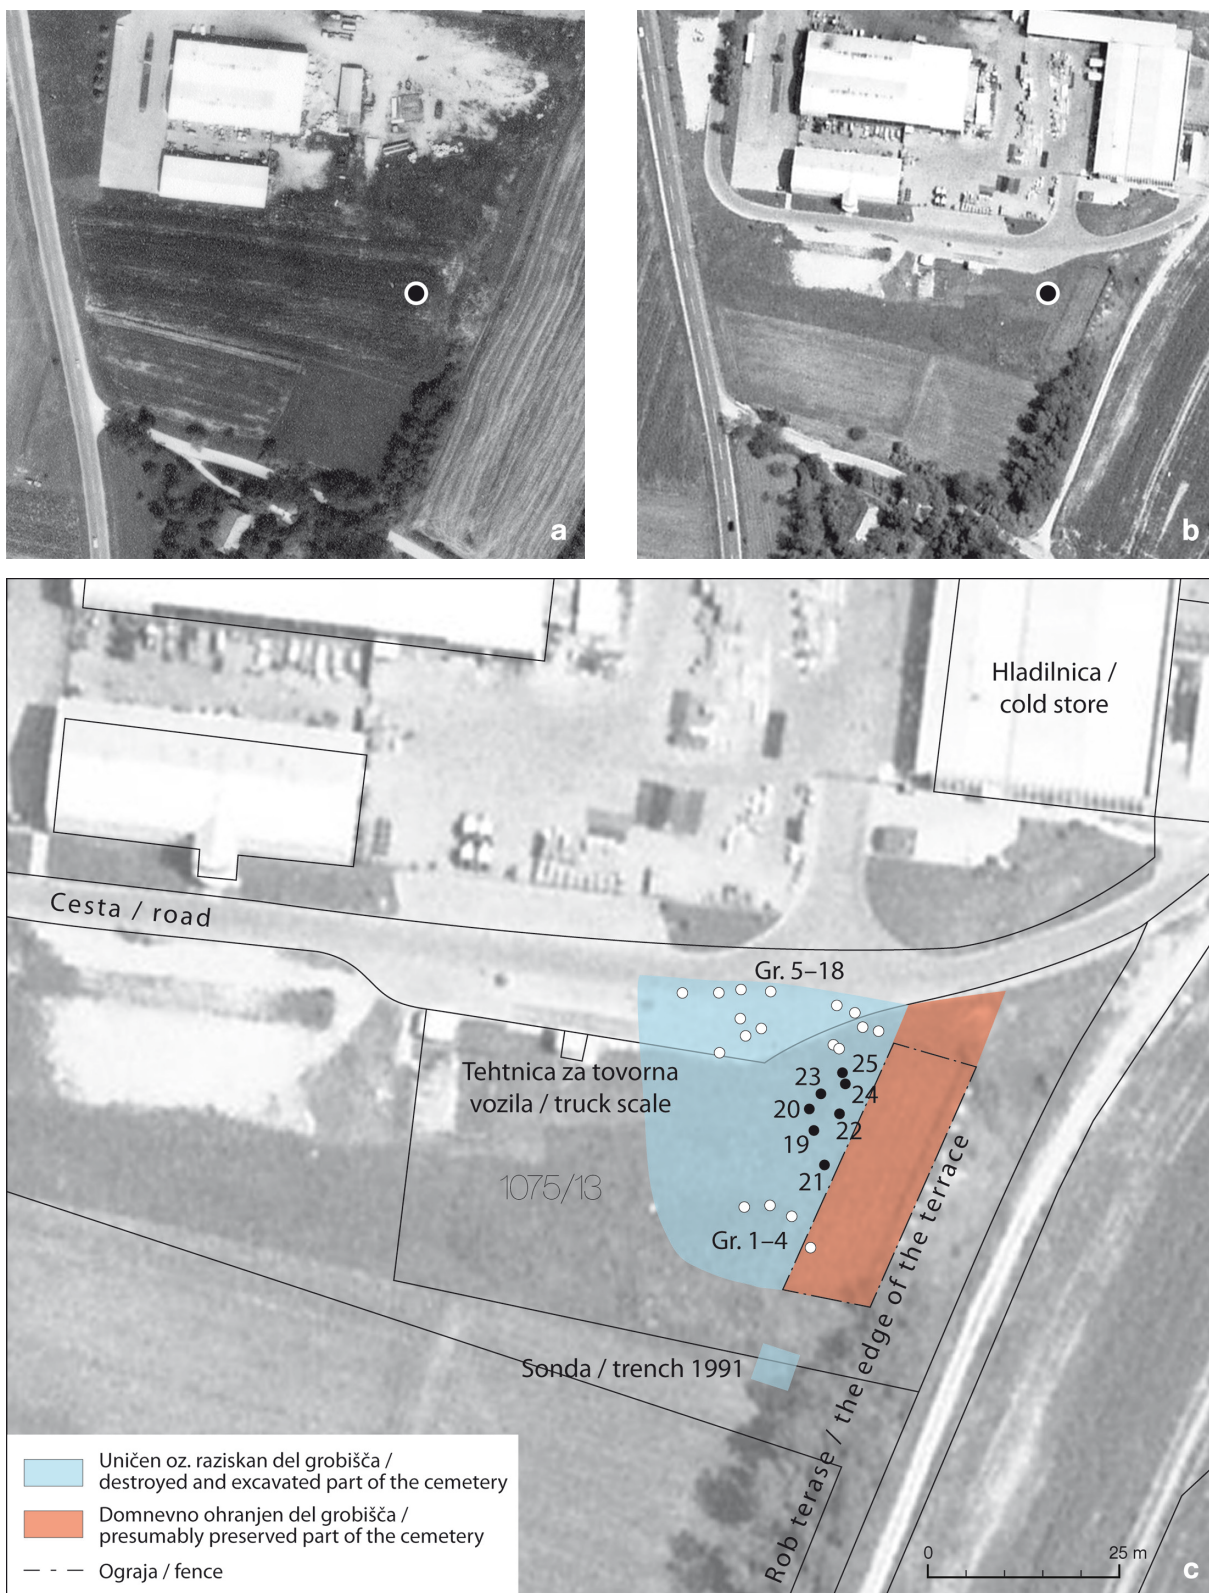 a
b
Hladilnica /
cold store
Cesta / road
Gr. 5–18
Tehtnica za tovorna
vozila / truck scale
25
23
24
20
22
19
21
1075/13
Gr. 1–4
Sonda / trench 1991
Rob terase / the edge of the terrace
Uničen oz. raziskan del grobišča /
destroyed and excavated part of the cemetery
Domnevno ohranjen del grobišča /
presumably preserved part of the cemetery
Ograja / fence
0 25 m
c